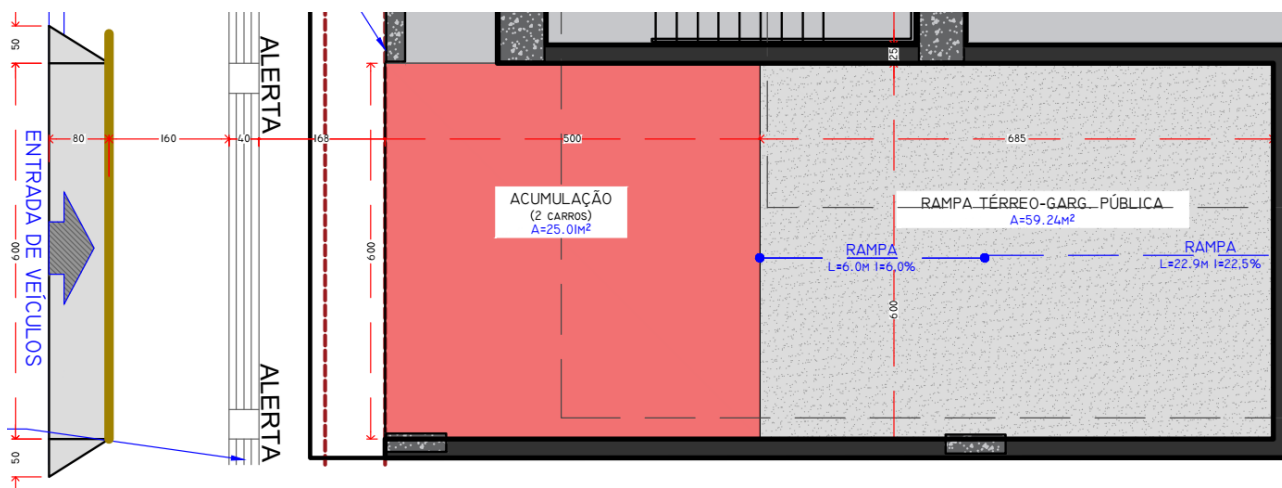 50
ENTRADA DE VEÍCULOS
600
50
80
160
40
168
ALERTA
ALERTA
600
500
ACUMULAÇÃO
(2 CARROS)
A=25.01M²
25
685
RAMPA TÉRREO-GARG. PÚBLICA
A=59.24M²
RAMPA
L=6.0M I=6.0%
RAMPA
L=22.9M I=22.5%
600